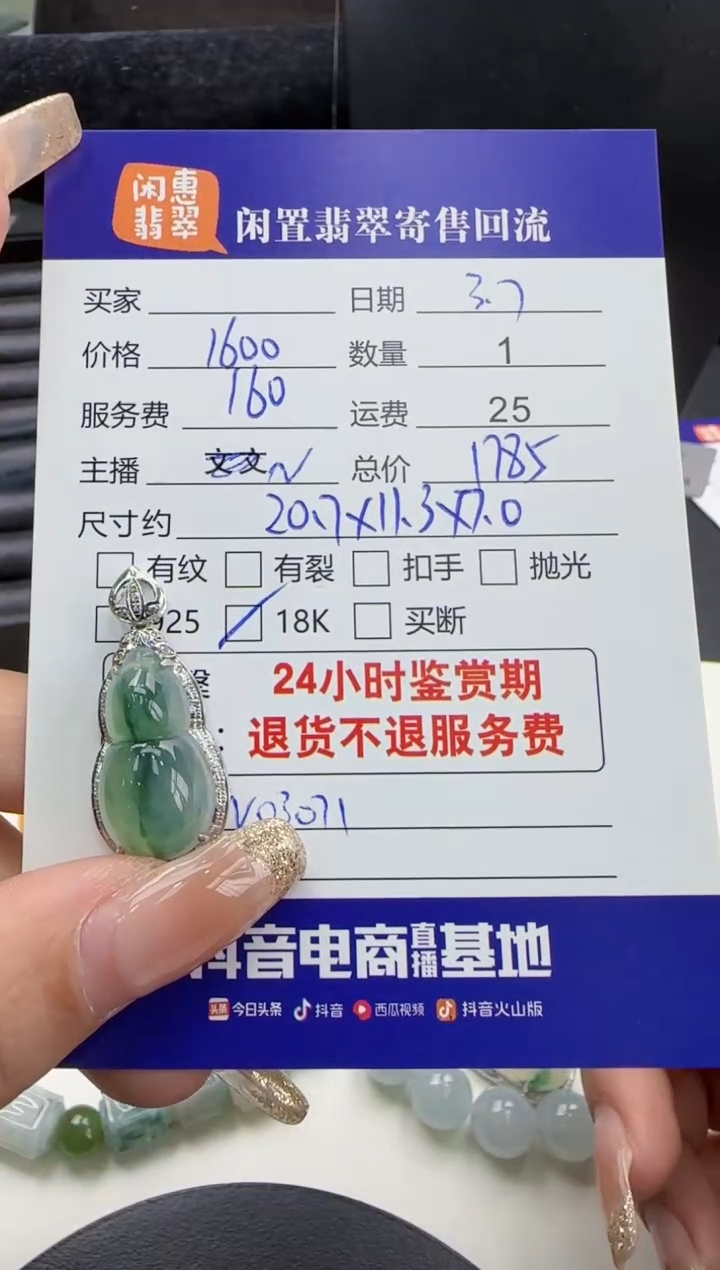 闲惠
翡翠
闲置翡翠寄售回流
买家 日期 3.7
价格 1600 数量 1
服务费 160 运费 25
主播 文文 N 总价 1785
尺寸约 20.7X11.3X7.0
有纹 有裂 扣手 抛光
925 18K 买断
24小时鉴赏期
: 退货不退服务费
V03071
抖音电商直播基地
头条 今日头条 抖音 西瓜视频 抖音火山版